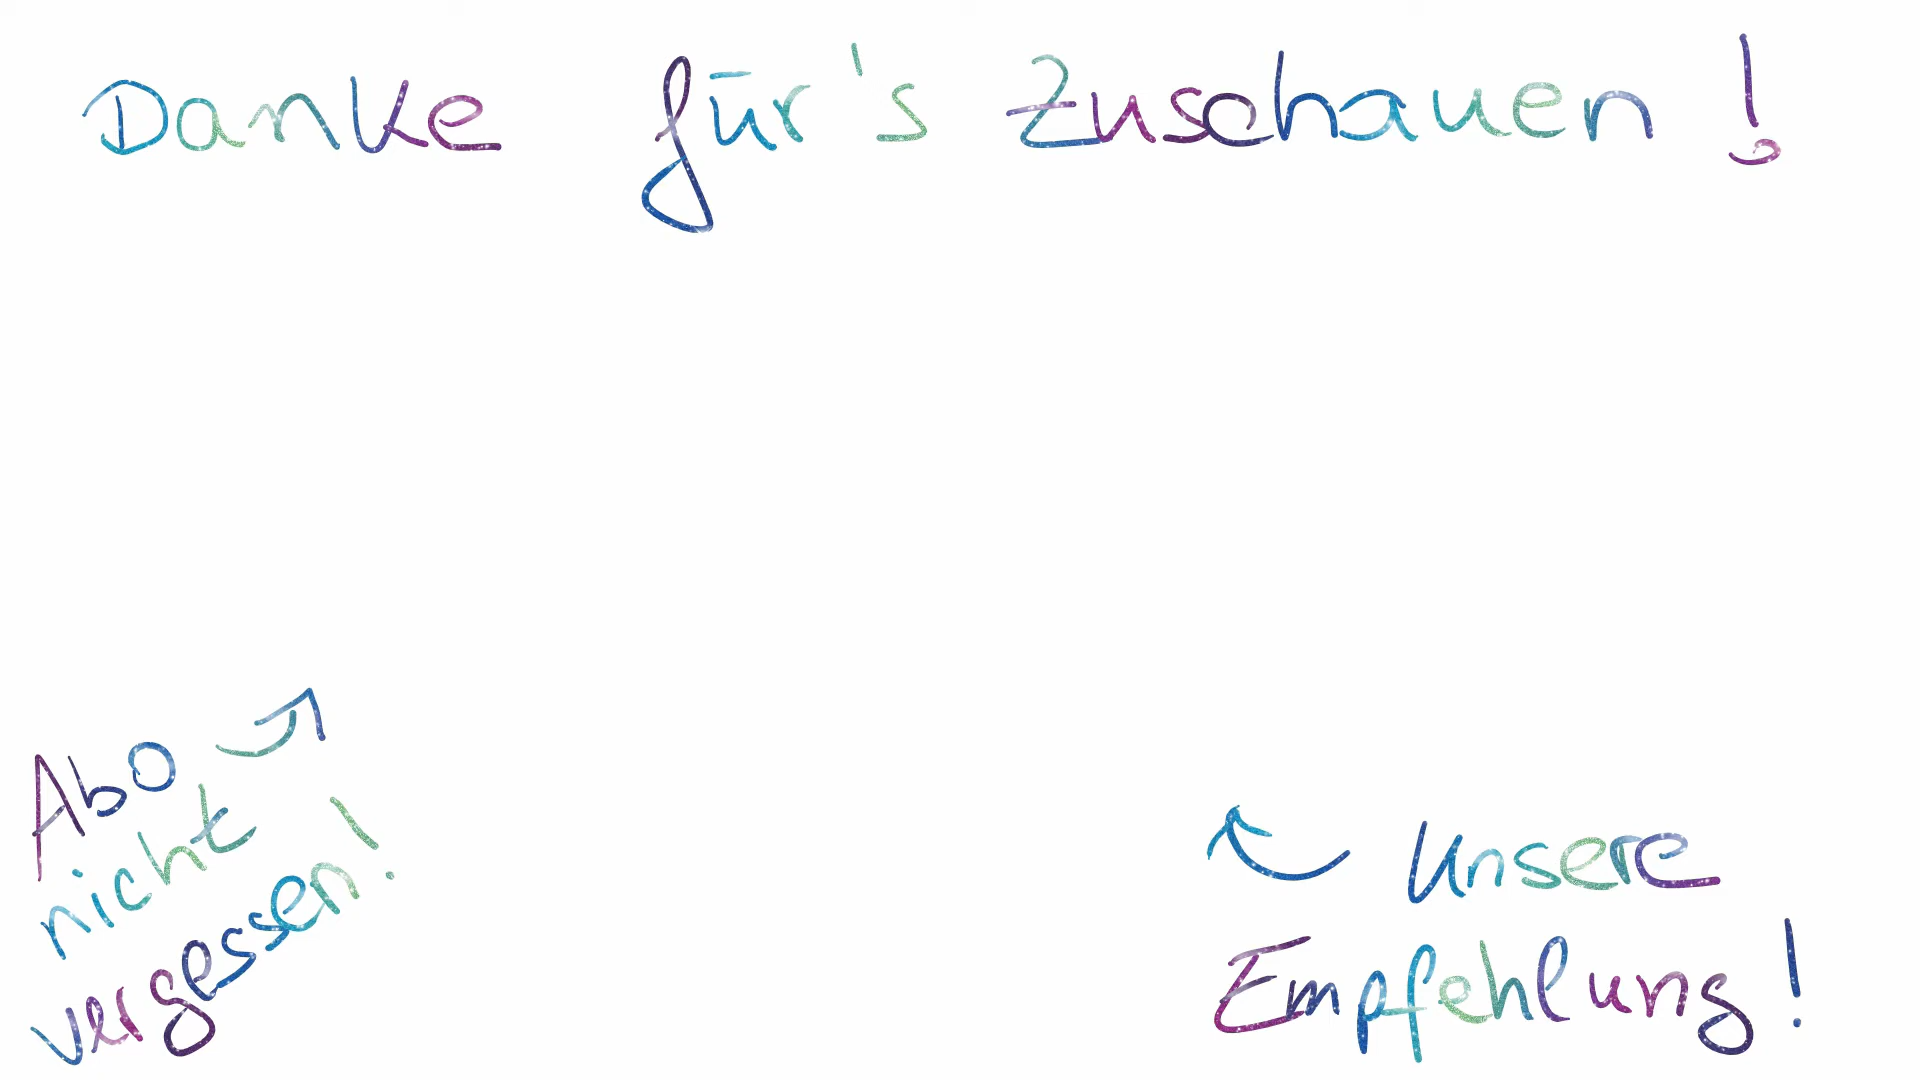 Danke für's Zuschauen!
Abo
nicht
vergessen!
Unsere
Empfehlung!